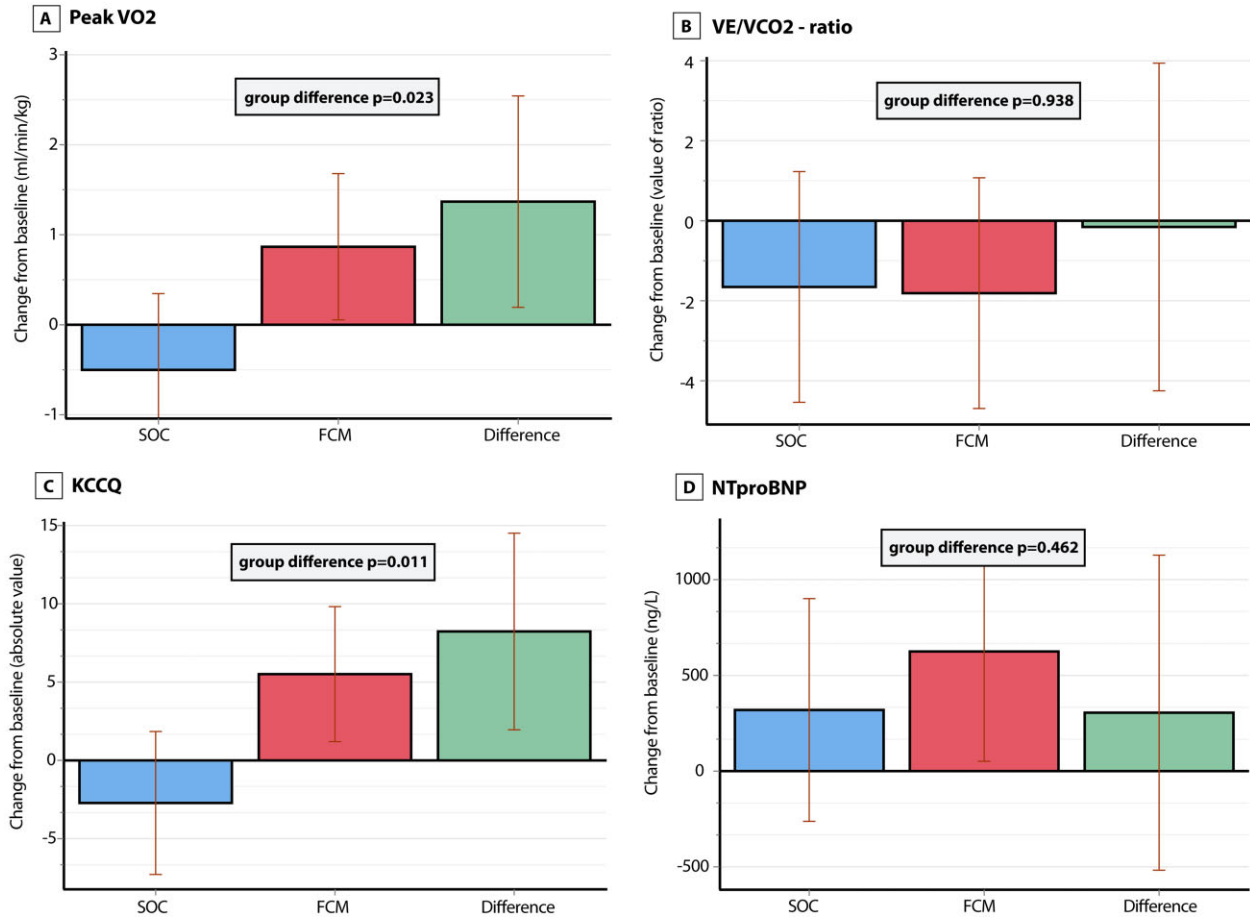 A Peak VO2
Change from baseline (ml/min/kg)
3
2
1
0
-1
group difference p=0.023
SOC FCM Difference
B VE/VCO2 - ratio
Change from baseline (value of ratio)
4
2
0
-2
-4
group difference p=0.938
SOC FCM Difference
C KCCQ
Change from baseline (absolute value)
15
10
5
0
-5
group difference p=0.011
SOC FCM Difference
D NTproBNP
Change from baseline (ng/L)
1000
500
0
-500
group difference p=0.462
SOC FCM Difference